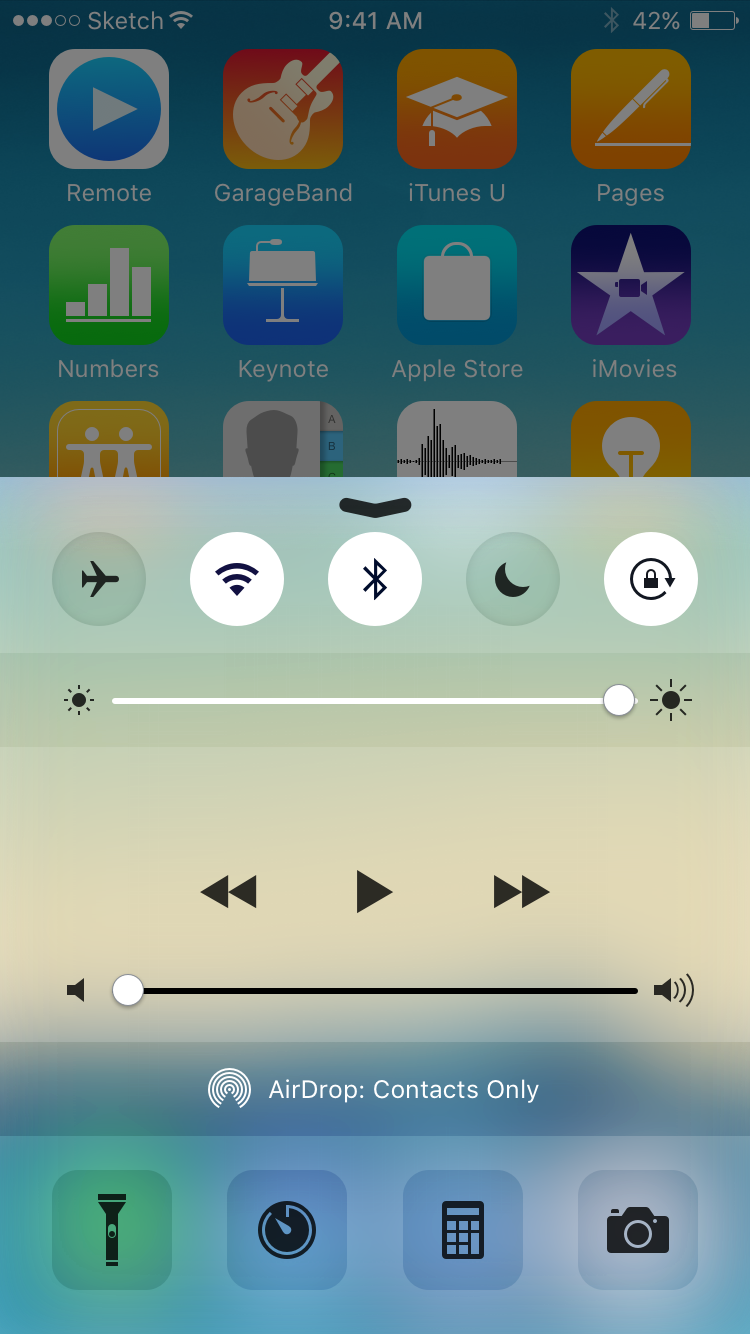 Sketch 9:41 AM 42%
Remote GarageBand iTunes U Pages
Numbers Keynote Apple Store iMovies
A
B
AirDrop: Contacts Only